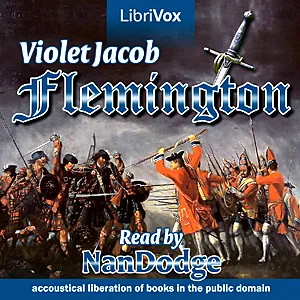 LibriVox
Violet Jacob
Flemington
Read by
NanDodge
accoustical liberation of books in the public domain